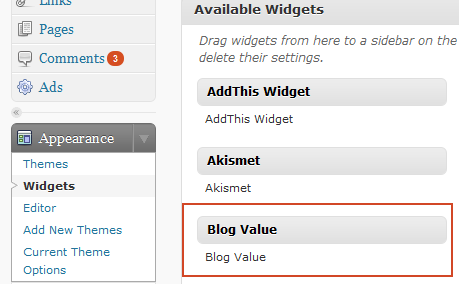 Links
Pages
Comments 3
Ads
Appearance
Themes
Widgets
Editor
Add New Themes
Current Theme
Options
Available Widgets
Drag widgets from here to a sidebar on the
delete their settings.
AddThis Widget
AddThis Widget
Akismet
Akismet
Blog Value
Blog Value